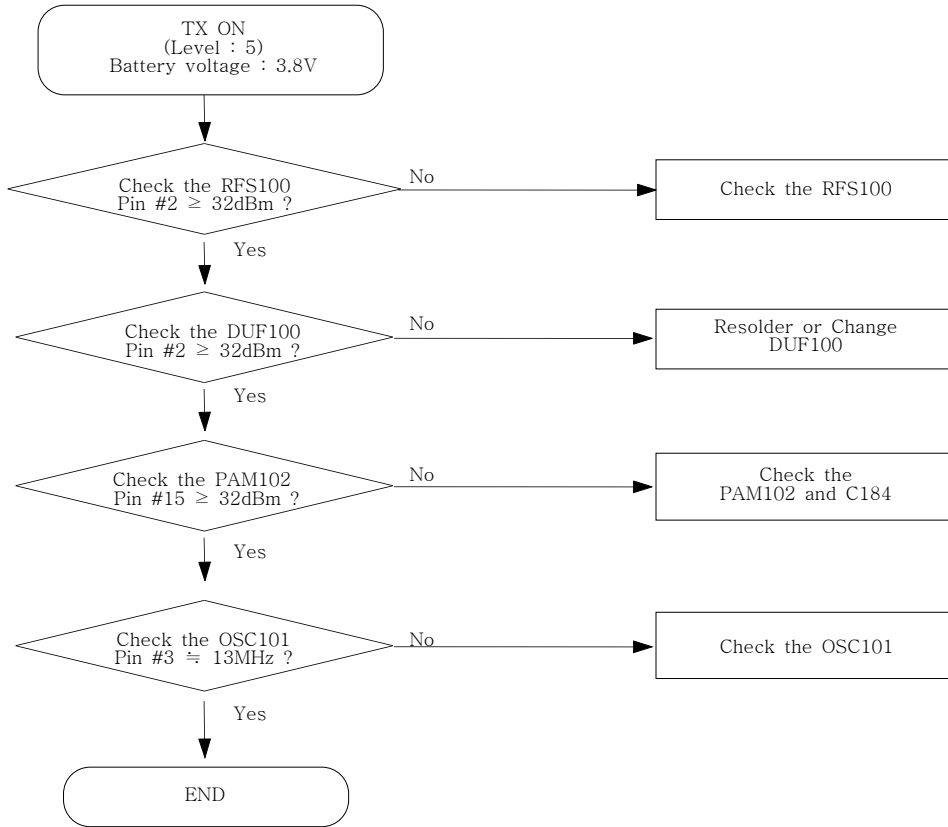 TX ON
(Level : 5)
Battery voltage : 3.8V
Check the RFS100
Pin #2 ≥ 32dBm ?
No
Check the RFS100
Yes
Check the DUF100
Pin #2 ≥ 32dBm ?
No
Resolder or Change
DUF100
Yes
Check the PAM102
Pin #15 ≥ 32dBm ?
No
Check the
PAM102 and C184
Yes
Check the OSC101
Pin #3 ≒ 13MHz ?
No
Check the OSC101
Yes
END